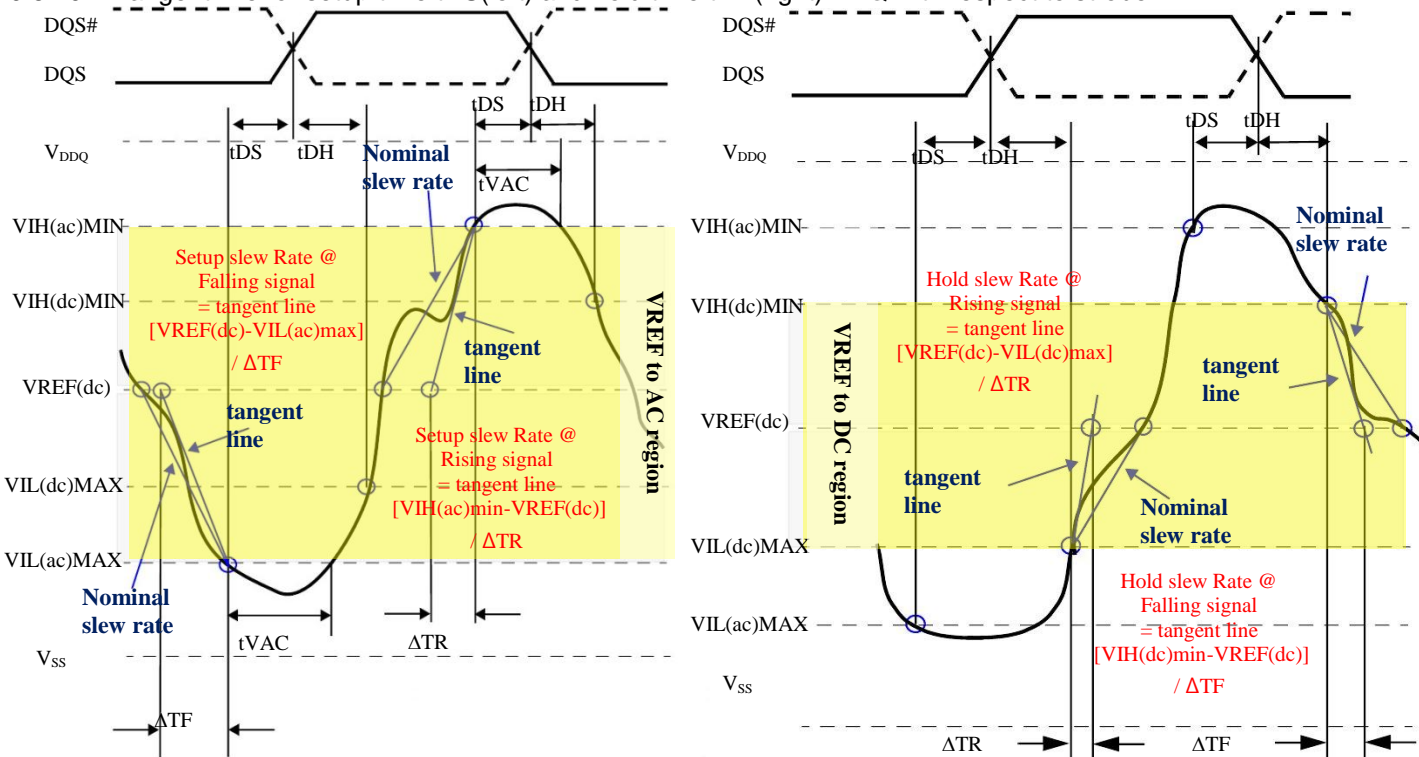 DQS#
DQS
tDS
tDH
tDS
tDH
VDDQ
Nominal
slew rate
tVAC
VIH(ac)MIN
Setup slew Rate @
Falling signal
= tangent line
[VREF(dc)-VIL(ac)max]
/ ΔTF
VIH(dc)MIN
tangent
line
VREF to AC region
VREF(dc)
tangent
line
Setup slew Rate @
Rising signal
= tangent line
[VIH(ac)min-VREF(dc)]
/ ΔTR
VIL(dc)MAX
VIL(ac)MAX
Nominal
slew rate
tVAC
ΔTR
VSS
ΔTF
DQS#
DQS
tDS
tDH
tDS
tDH
VDDQ
VIH(ac)MIN
Nominal
slew rate
Hold slew Rate @
Rising signal
= tangent line
[VREF(dc)-VIL(dc)max]
/ ΔTR
VIH(dc)MIN
VREF to DC region
tangent
line
VREF(dc)
tangent
line
Nominal
slew rate
VIL(dc)MAX
Hold slew Rate @
Falling signal
= tangent line
[VIH(dc)min-VREF(dc)]
/ ΔTF
VIL(ac)MAX
VSS
ΔTR
ΔTF